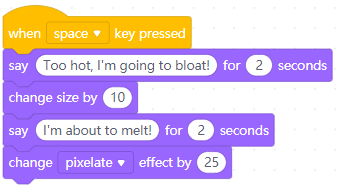 when space key pressed
say Too hot, I'm going to bloat! for 2 seconds
change size by 10
say I'm about to melt! for 2 seconds
change pixelate effect by 25